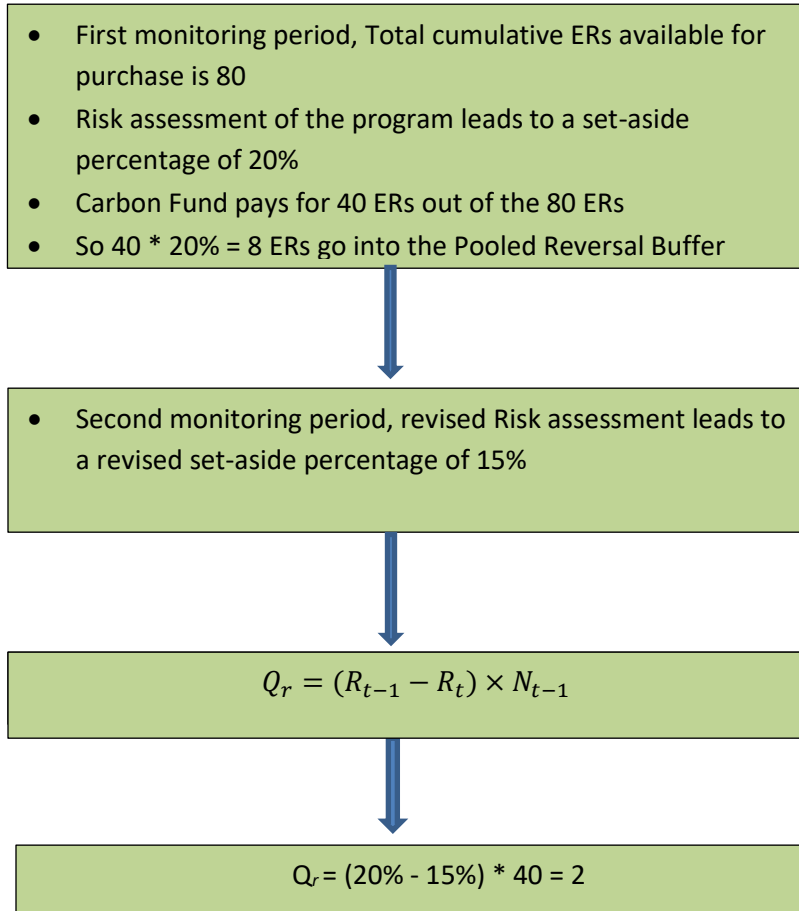 • First monitoring period, Total cumulative ERs available for
purchase is 80
• Risk assessment of the program leads to a set-aside
percentage of 20%
• Carbon Fund pays for 40 ERs out of the 80 ERs
• So 40 * 20% = 8 ERs go into the Pooled Reversal Buffer
• Second monitoring period, revised Risk assessment leads to
a revised set-aside percentage of 15%
Qᵣ = (Rₜ₋₁ − Rₜ) × Nₜ₋₁
Qᵣ = (20% - 15%) * 40 = 2